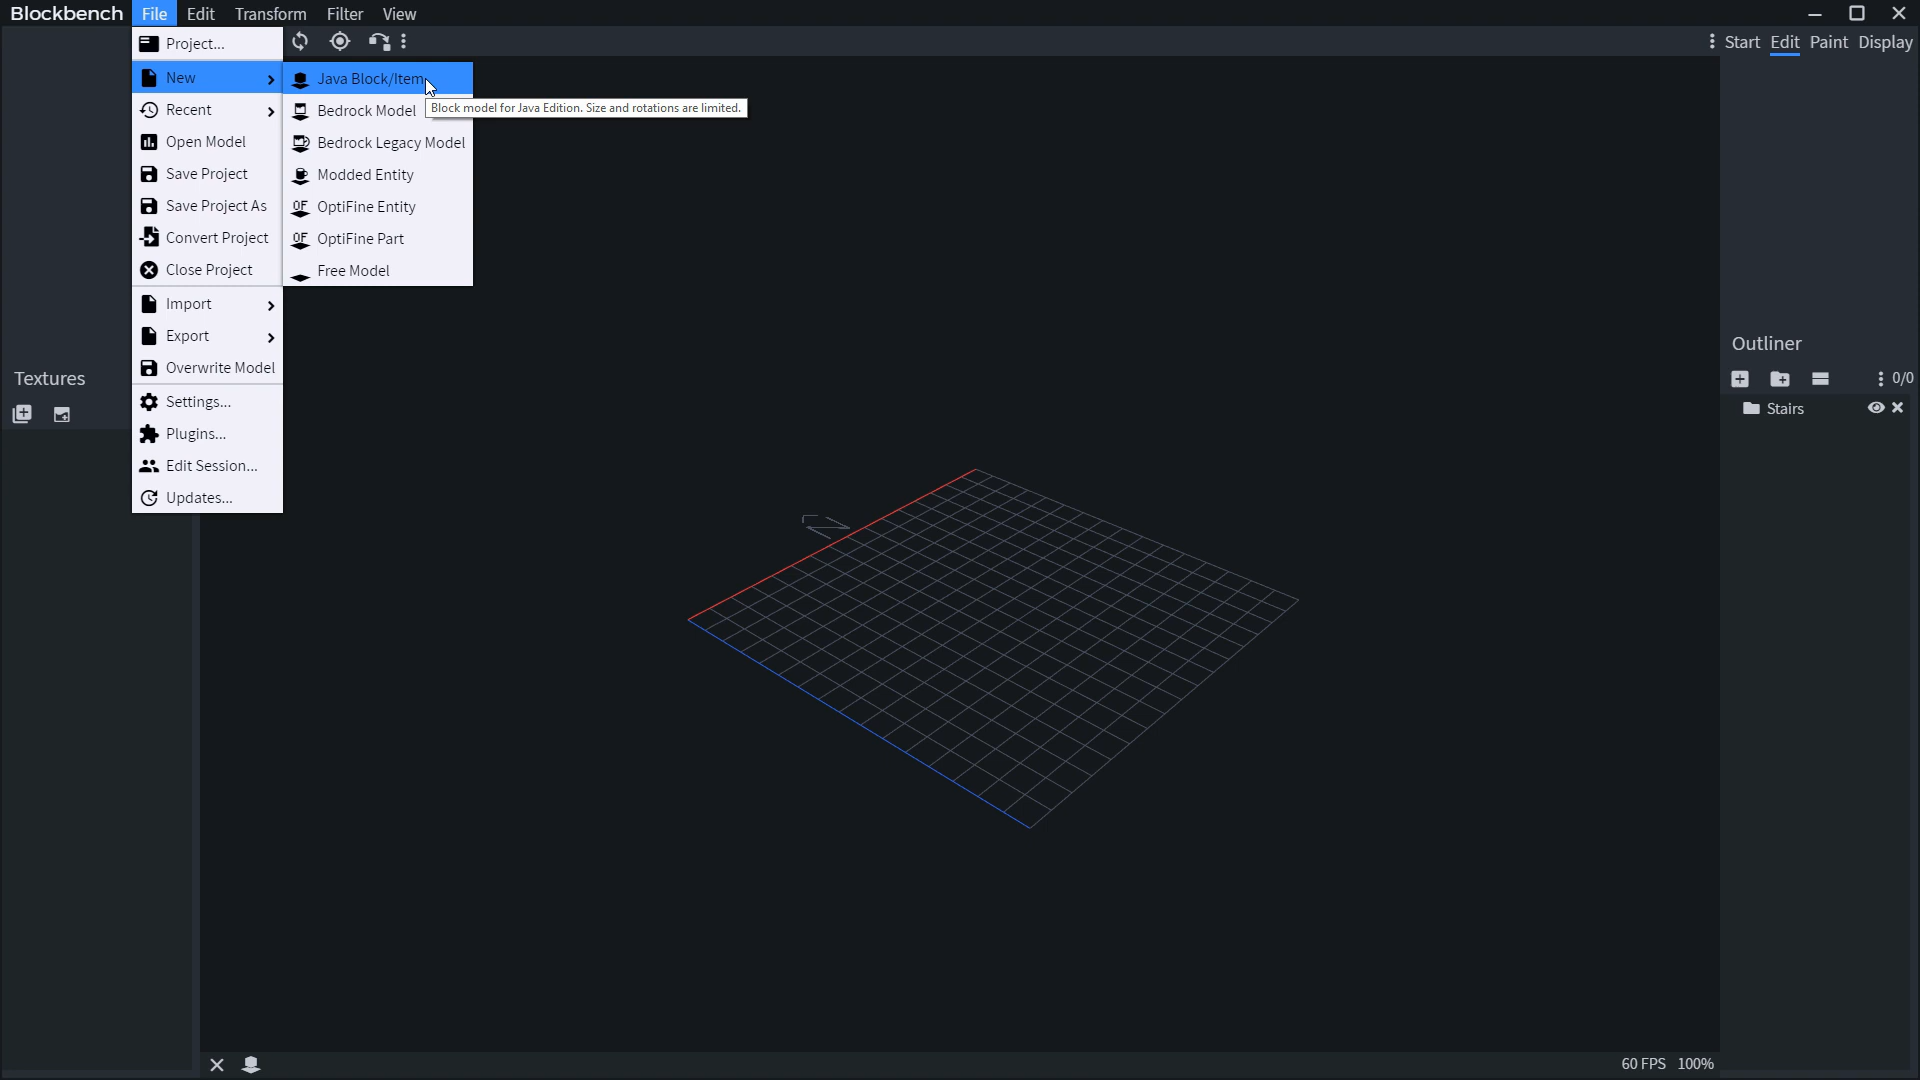 Blockbench File Edit Transform Filter View
Start Edit Paint Display
Project...
New
Recent
Open Model
Save Project
Save Project As
Convert Project
Close Project
Import
Export
Overwrite Model
Settings...
Plugins...
Edit Session...
Updates...
Java Block/Item
Block model for Java Edition. Size and rotations are limited.
Bedrock Model
Bedrock Legacy Model
Modded Entity
OF OptiFine Entity
OF OptiFine Part
Free Model
Textures
Outliner
0/0
Stairs
N
60 FPS 100%